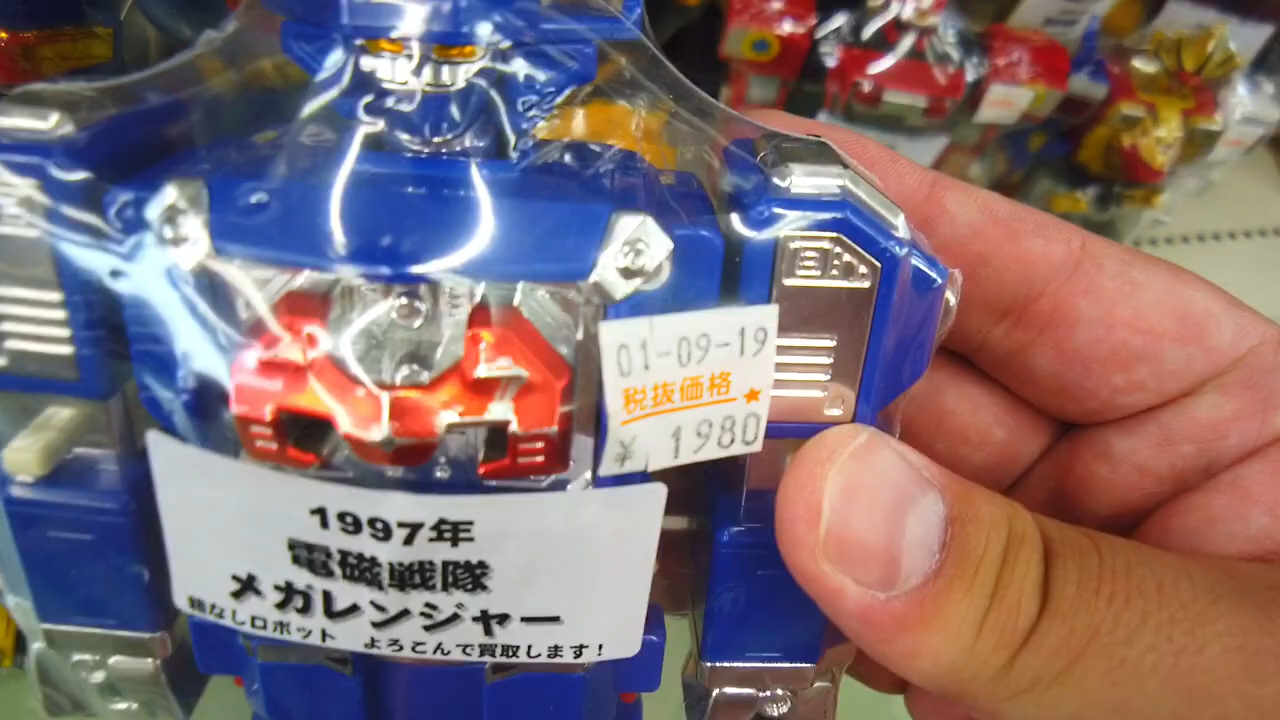 01-09-19
税抜価格
¥ 1980
1997年
電磁戦隊
メガレンジャー
箱なしロボット よろこんで買取します!